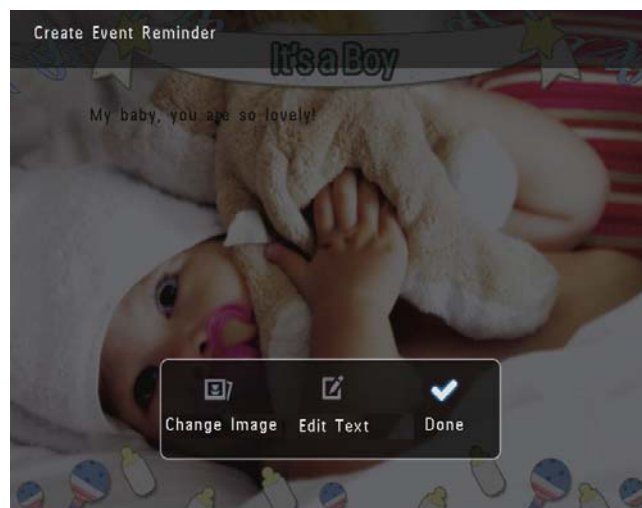 Create Event Reminder
It's a Boy
My baby, you are so lovely!
Change Image
Edit Text
Done